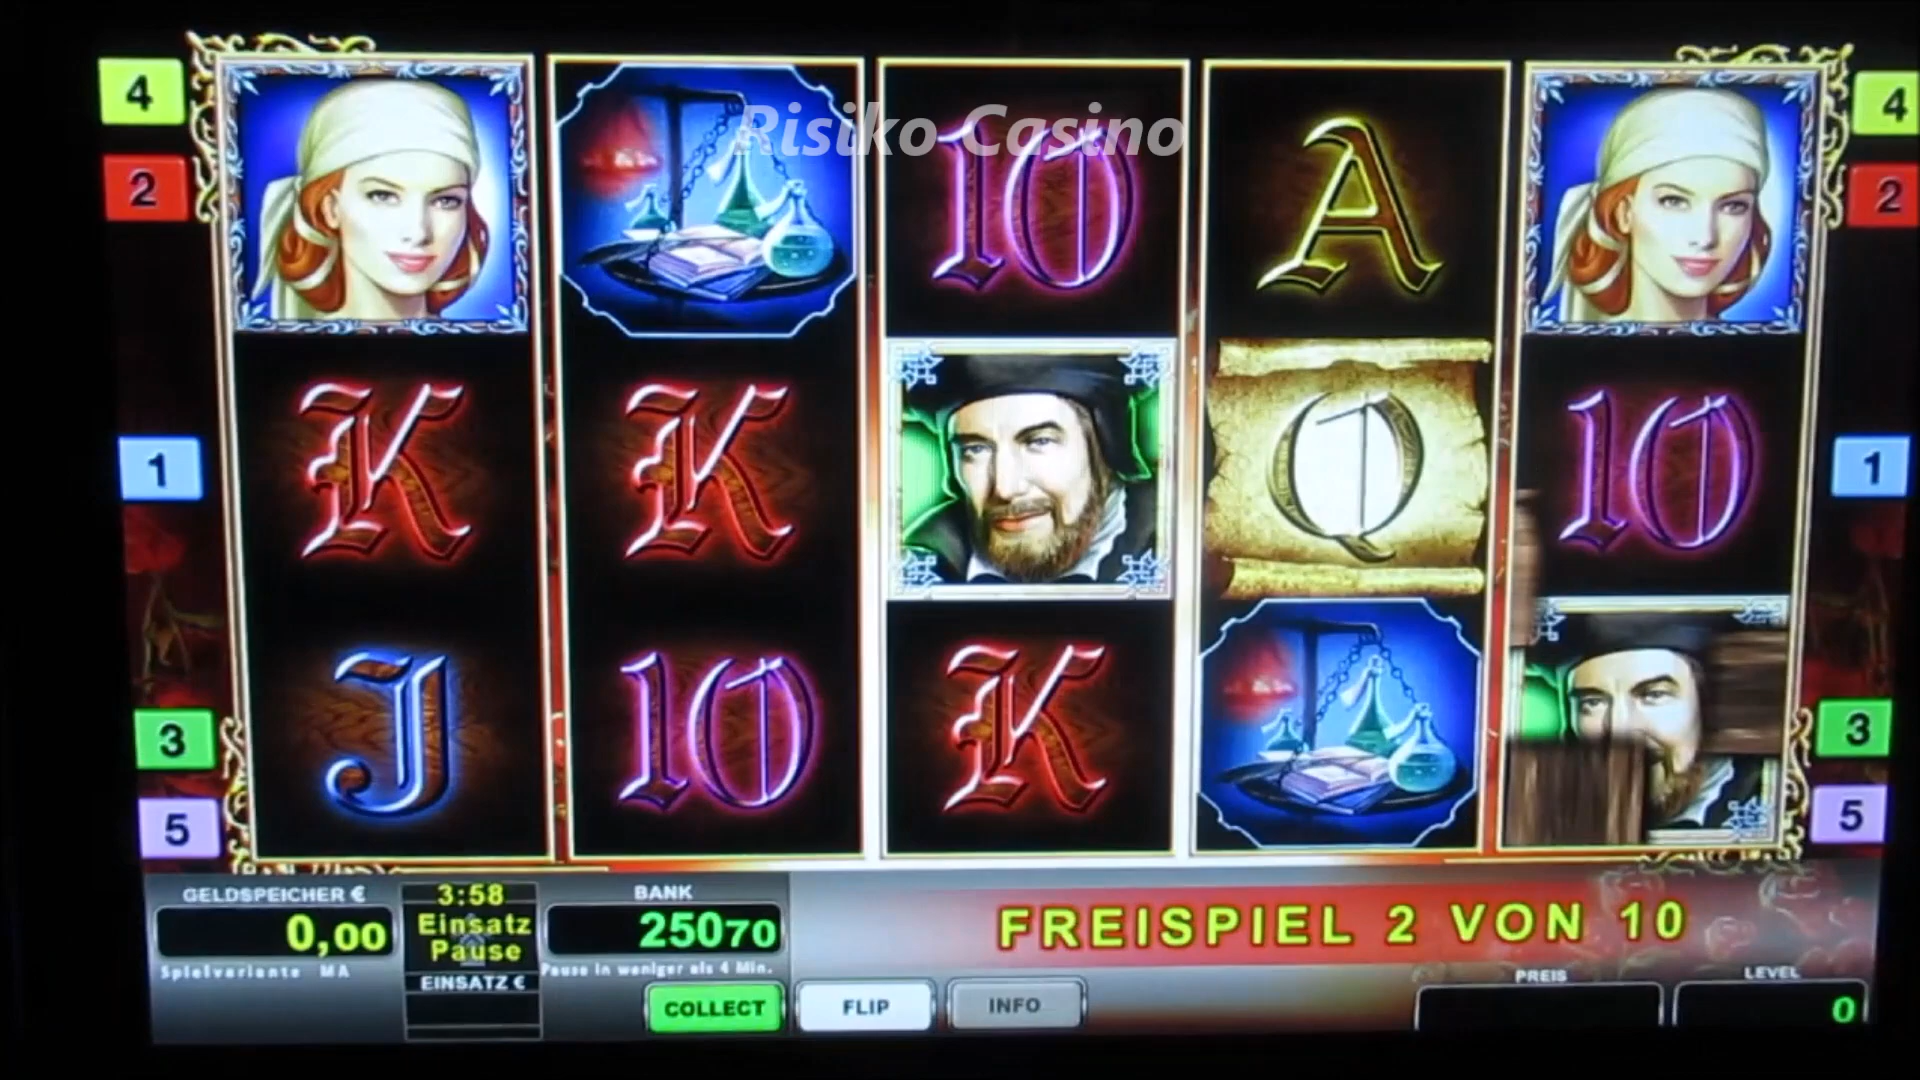 Risiko Casino
4 10 A 4
2 2
1 K K Q 10 1
J 10 K
3 3
5 5
GELDSPEICHER € 3:58 BANK
0,00 Einsatz 25070 FREISPIEL 2 VON 10
Pause
Spielvariante MA EINSATZ € Pause in weniger als 4 Min. PREIS LEVEL
COLLECT FLIP INFO 0